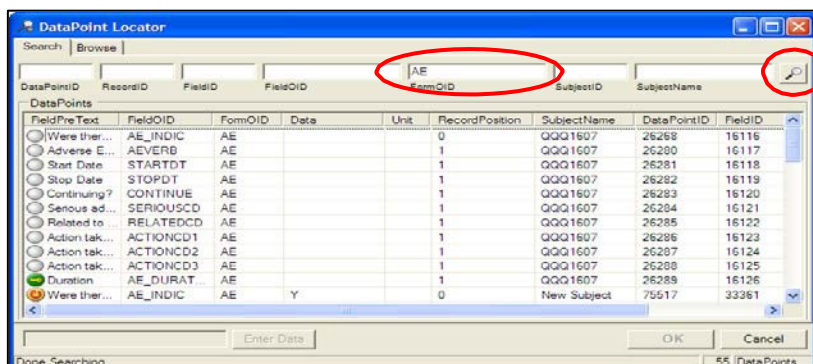 DataPoint Locator
Search Browse
AE
DataPointID RecordID FieldID FieldOID FormOID SubjectID SubjectName
DataPoints
FieldPreText FieldOID FormOID Data Unit RecordPosition SubjectName DataPointID FieldID
Were ther... AE_INDIC AE 0 QQQ1607 26268 16116
Adverse E... AEVERB AE 1 QQQ1607 26280 16117
Start Date STARTDT AE 1 QQQ1607 26281 16118
Stop Date STOPDT AE 1 QQQ1607 26282 16119
Continuing? CONTINUE AE 1 QQQ1607 26283 16120
Serious ad... SERIOUSCD AE 1 QQQ1607 26284 16121
Related to ... RELATEDCD AE 1 QQQ1607 26285 16122
Action tak... ACTIONCD1 AE 1 QQQ1607 26286 16123
Action tak... ACTIONCD2 AE 1 QQQ1607 26287 16124
Action tak... ACTIONCD3 AE 1 QQQ1607 26288 16125
Duration AE_DURAT... AE 1 QQQ1607 26289 16126
Were ther... AE_INDIC AE Y 0 New Subject 75517 33361
Enter Data OK Cancel
Done Searching 55 DataPoints